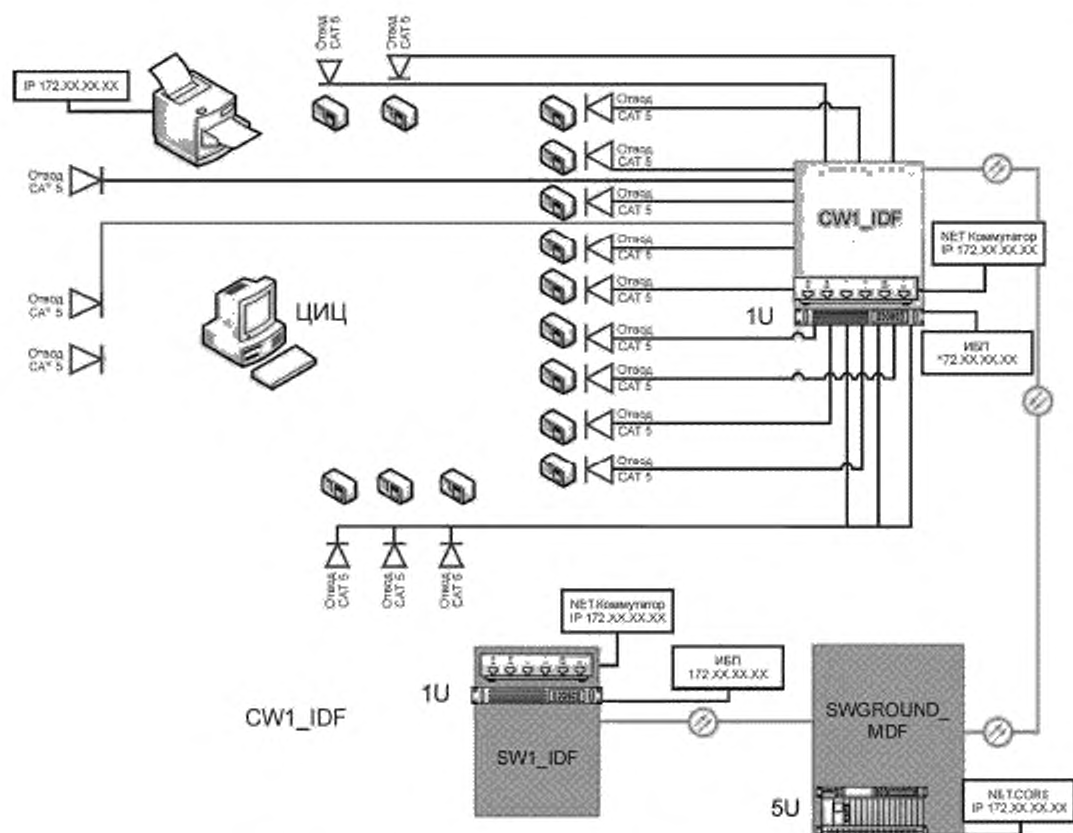 Отвод
CAT 5
Отвод
CAT 5
IP 172.XX.XX.XX
Отвод
CAT 5
Отвод
CAT 5
Отвод
CAT 5
Отвод
CAT 5
Отвод
CAT 5
Отвод
CAT 5
Отвод
CAT 5
Отвод
CAT 5
Отвод
CAT 5
Отвод
CAT 5
Отвод
CAT 5
Отвод
CAT 5
ЦИЦ
CW1_IDF
NET.Коммутатор
IP 172.XX.XX.XX
1U
ИБП
172.XX.XX.XX
Отвод
CAT 5
Отвод
CAT 5
Отвод
CAT 5
NET.Коммутатор
IP 172.XX.XX.XX
ИБП
172.XX.XX.XX
1U
CW1_IDF
SW1_IDF
SWGROUND_
MDF
5U
NET.CORE
IP 172.XX.XX.XX